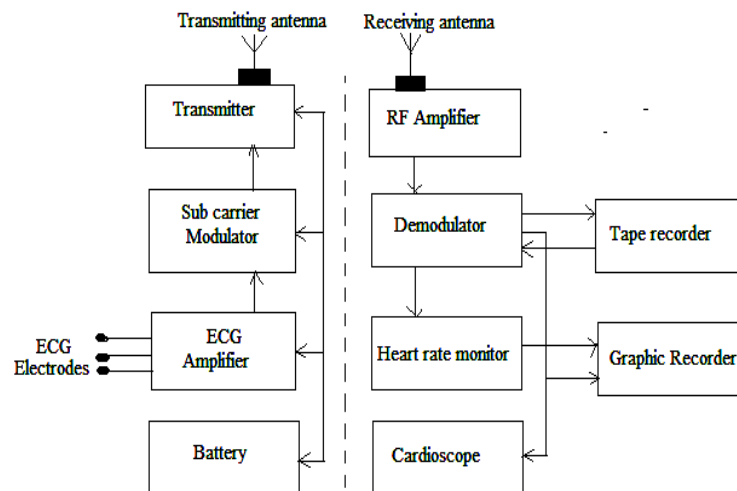 Transmitting antenna
Receiving antenna
Transmitter
RF Amplifier
Sub carrier
Modulator
Demodulator
Tape recorder
ECG
Electrodes
ECG
Amplifier
Heart rate monitor
Graphic Recorder
Battery
Cardioscope